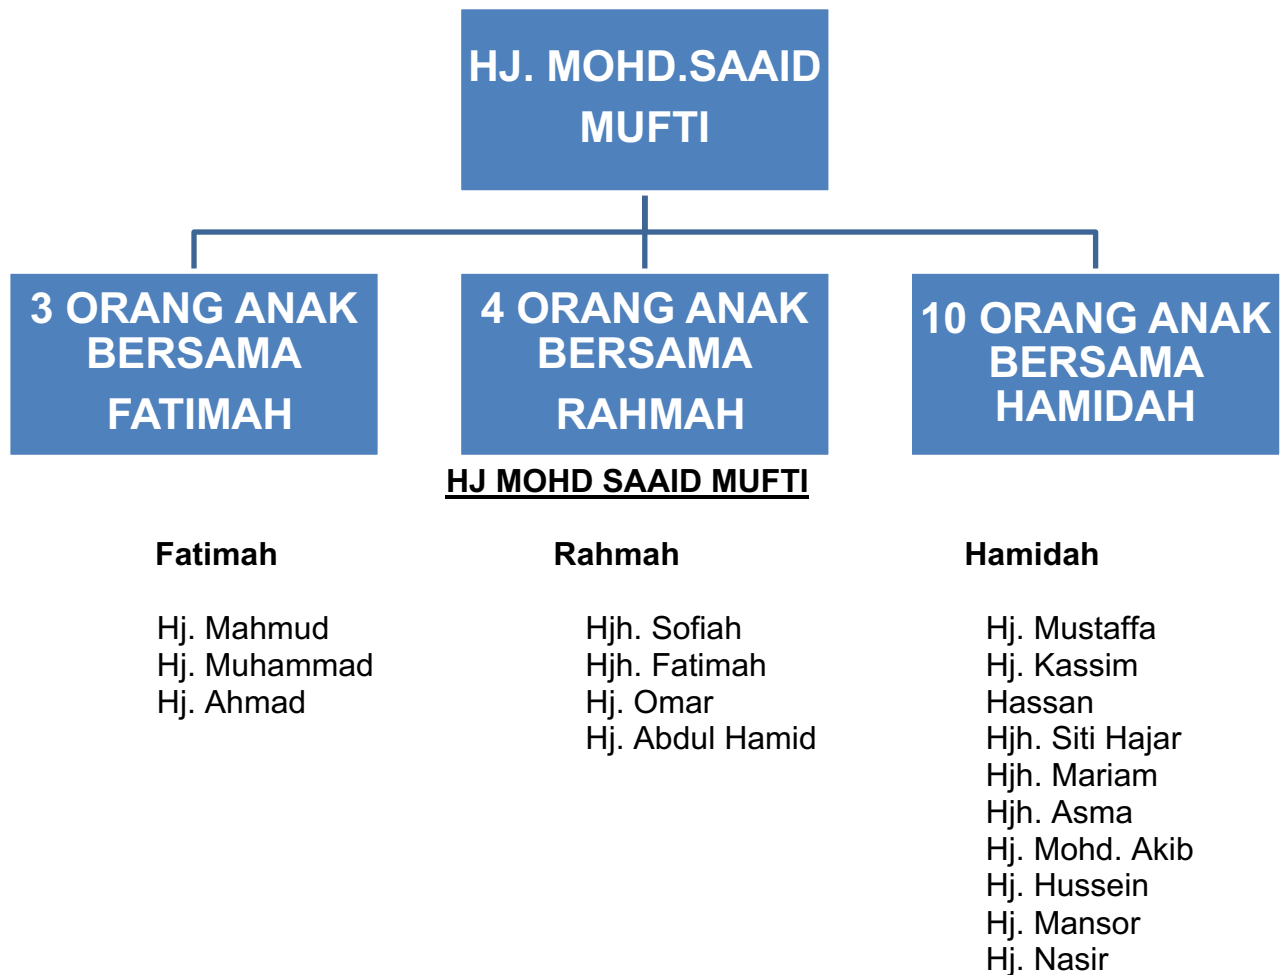 HJ. MOHD.SAAID
MUFTI
3 ORANG ANAK
BERSAMA
FATIMAH
4 ORANG ANAK
BERSAMA
RAHMAH
10 ORANG ANAK
BERSAMA
HAMIDAH
HJ MOHD SAAID MUFTI
Fatimah
Hj. Mahmud
Hj. Muhammad
Hj. Ahmad
Rahmah
Hjh. Sofiah
Hjh. Fatimah
Hj. Omar
Hj. Abdul Hamid
Hamidah
Hj. Mustaffa
Hj. Kassim
Hassan
Hjh. Siti Hajar
Hjh. Mariam
Hjh. Asma
Hj. Mohd. Akib
Hj. Hussein
Hj. Mansor
Hj. Nasir